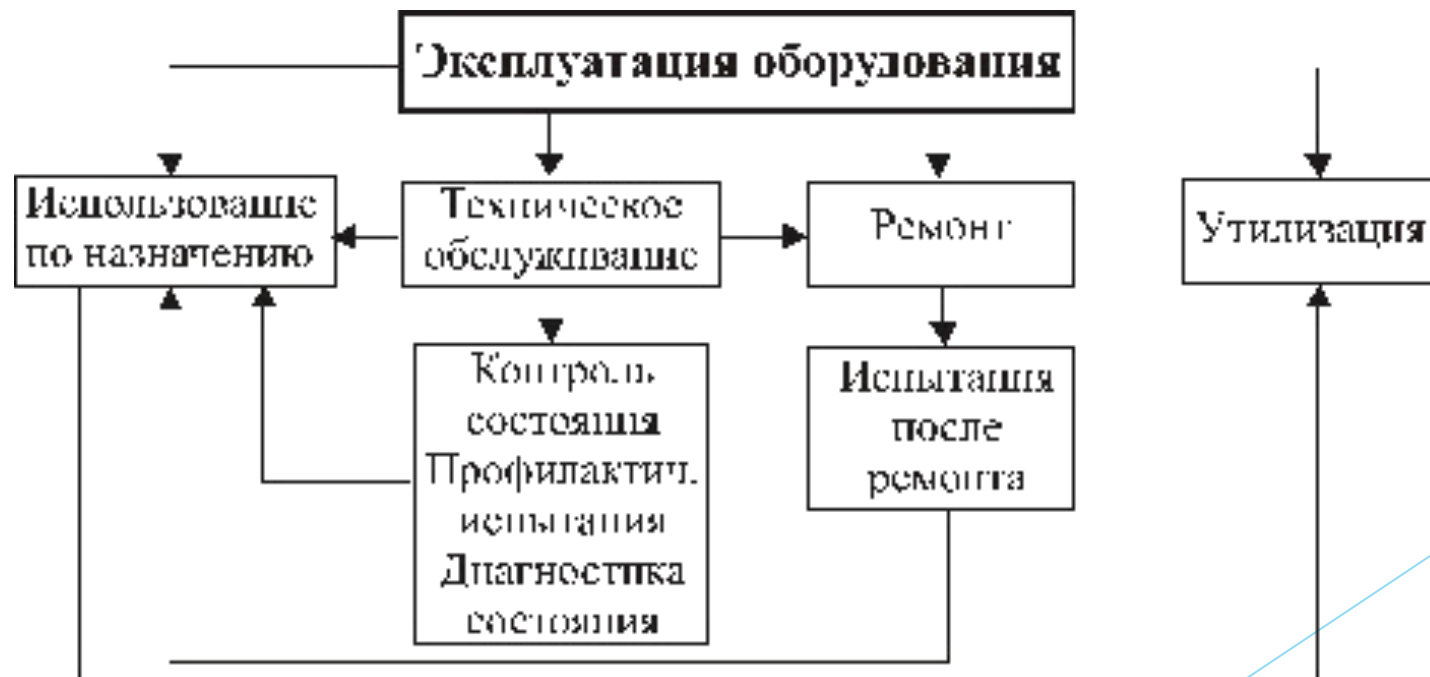 Эксплуатация оборудования
Использование
по назначению
Техническое
обслуживание
Ремонт
Утилизация
Контроль
состояния
Профилактич.
испытания
Диагностика
состояния
Испытания
после
ремонта